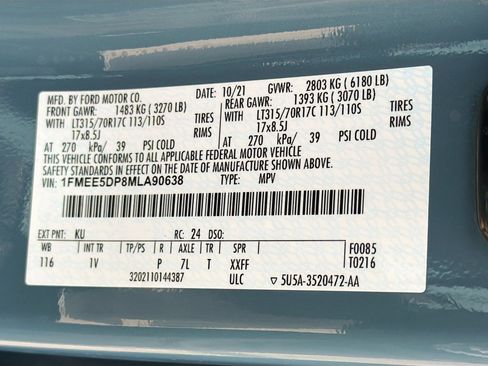 MFD. BY FORD MOTOR CO. DATE: 10/21 GVWR: 2803 KG ( 6180 LB)
FRONT GAWR: 1483 KG ( 3270 LB) REAR GAWR: 1393 KG ( 3070 LB)
WITH LT315/70R17C 113/110S TIRES WITH LT315/70R17C 113/110S TIRES
17x8.5J RIMS 17x8.5J RIMS
AT 270 kPa/ 39 PSI COLD AT 270 kPa/ 39 PSI COLD
THIS VEHICLE CONFORMS TO ALL APPLICABLE FEDERAL MOTOR VEHICLE
SAFETY STANDARDS IN EFFECT ON THE DATE OF MANUFACTURE SHOWN ABOVE.
VIN: 1FMEE5DP8MLA90638 TYPE: MPV
EXT PNT: KU RC: 24 DSO: F0085
WB INT TR TP/PS R AXLE TR SPR T0216
116 1V P 7L T XXFF
3202110144387 ULC ▽ 5U5A-3520472-AA